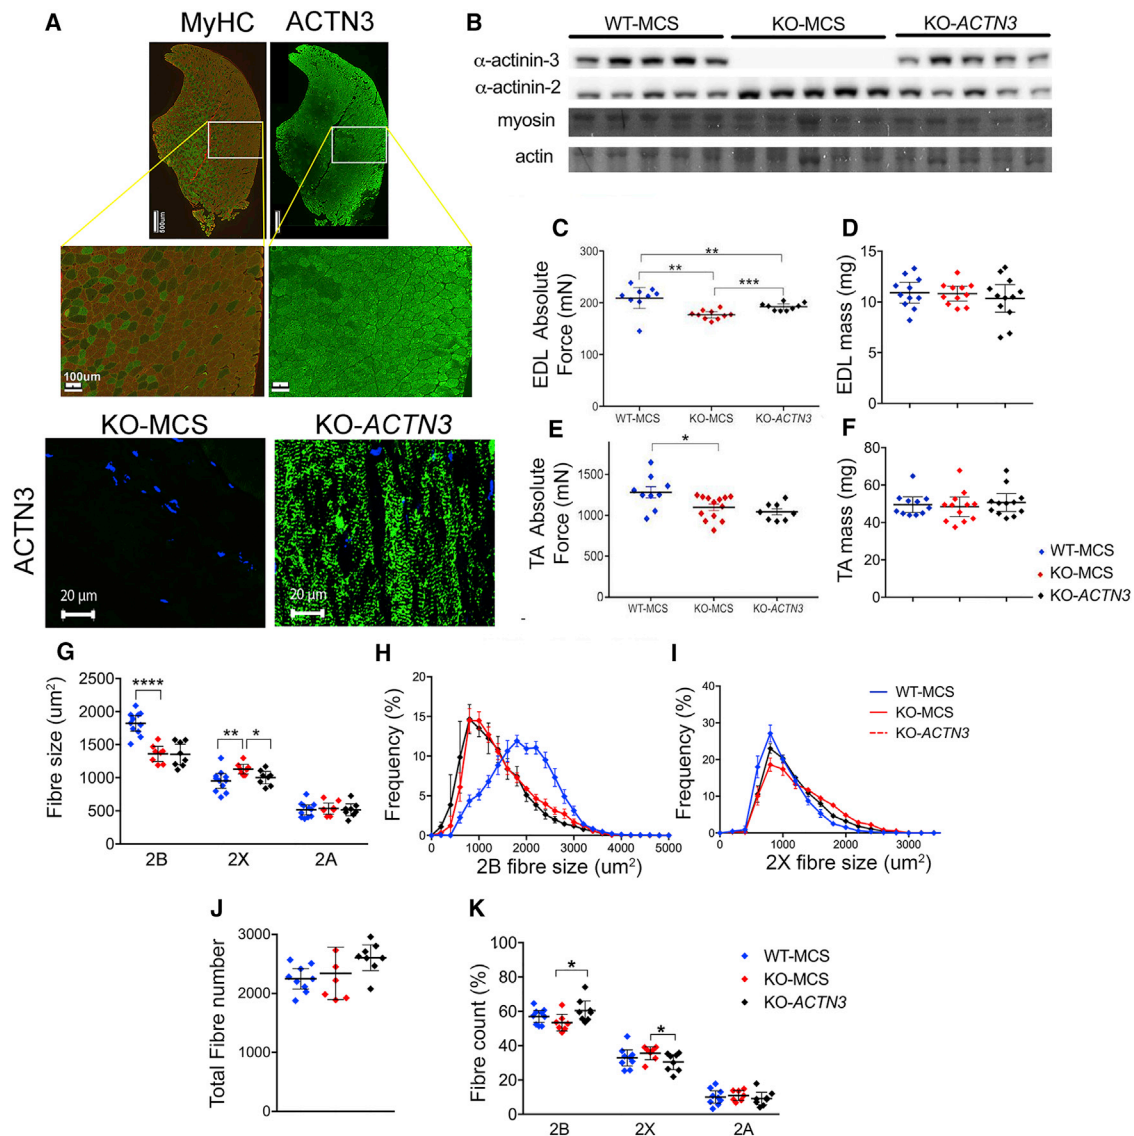 A
MyHC ACTN3
600um
100um
KO-MCS KO-ACTN3
ACTN3
20 µm 20 µm
B
WT-MCS KO-MCS KO-ACTN3
α-actinin-3
α-actinin-2
myosin
actin
C
EDL Absolute
Force (mN)
300
200
100
0
** ** ***
WT-MCS KO-MCS KO-ACTN3
D
EDL mass (mg)
15
10
5
0
E
TA Absolute
Force (mN)
1500
1000
500
0
*
WT-MCS KO-MCS KO-ACTN3
F
TA mass (mg)
80
60
40
20
0
WT-MCS
KO-MCS
KO-ACTN3
G
Fibre size (um²)
2500
2000
1500
1000
500
0
**** ** *
2B 2X 2A
H
Frequency (%)
20
15
10
5
0
0 1000 2000 3000 4000 5000
2B fibre size (um²)
I
Frequency (%)
40
30
20
10
0
0 1000 2000 3000
2X fibre size (um²)
WT-MCS
KO-MCS
KO-ACTN3
J
Total Fibre number
3000
2000
1000
0
K
Fibre count (%)
100
80
60
40
20
0
* *
2B 2X 2A
WT-MCS
KO-MCS
KO-ACTN3